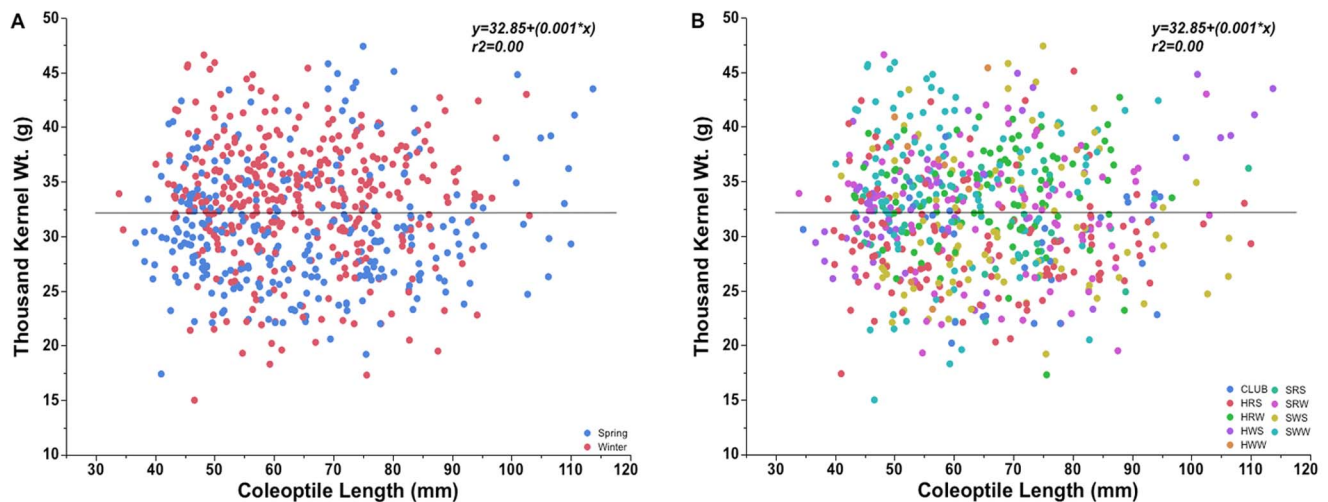 A
y=32.85+(0.001*x)
r2=0.00
Thousand Kernel Wt. (g)
50
45
40
35
30
25
20
15
10
Spring
Winter
30 40 50 60 70 80 90 100 110 120
Coleoptile Length (mm)
B
y=32.85+(0.001*x)
r2=0.00
Thousand Kernel Wt. (g)
50
45
40
35
30
25
20
15
10
CLUB SRS
HRS SRW
HRW SWS
HWS SWW
HWW
30 40 50 60 70 80 90 100 110 120
Coleoptile Length (mm)